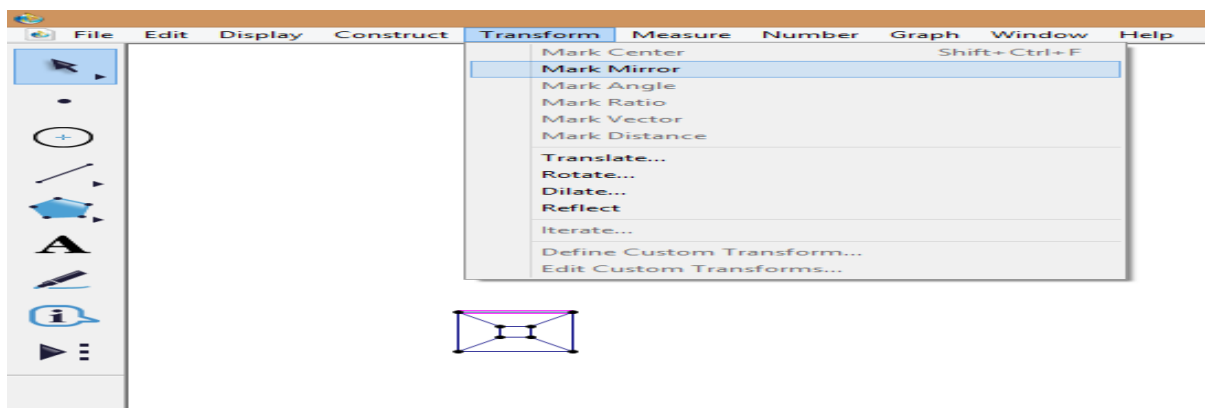 File Edit Display Construct Transform Measure Number Graph Window Help
Mark Center Shift+Ctrl+F
Mark Mirror
Mark Angle
Mark Ratio
Mark Vector
Mark Distance
Translate...
Rotate...
Dilate...
Reflect
Iterate...
Define Custom Transform...
Edit Custom Transforms...
A
i